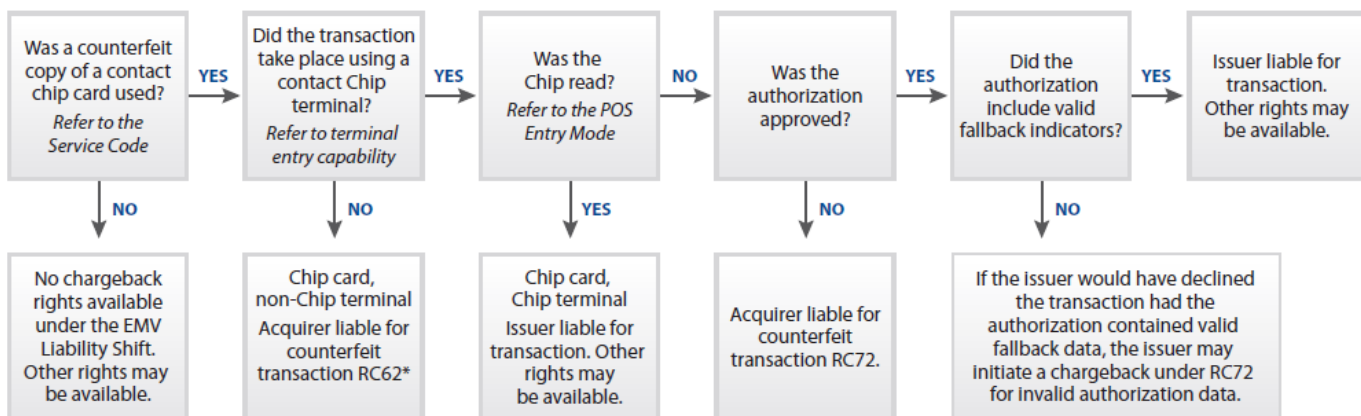 Was a counterfeit
copy of a contact
chip card used?
Refer to the
Service Code
YES
Did the transaction
take place using a
contact Chip
terminal?
Refer to terminal
entry capability
YES
Was the
Chip read?
Refer to the POS
Entry Mode
NO
Was the
authorization
approved?
YES
Did the
authorization
include valid
fallback indicators?
YES
Issuer liable for
transaction.
Other rights may
be available.
NO
NO
YES
NO
NO
No chargeback
rights available
under the EMV
Liability Shift.
Other rights may
be available.
Chip card,
non-Chip terminal
Acquirer liable for
counterfeit
transaction RC62*
Chip card,
Chip terminal
Issuer liable for
transaction. Other
rights may
be available.
Acquirer liable for
counterfeit
transaction RC72.
If the issuer would have declined
the transaction had the
authorization contained valid
fallback data, the issuer may
initiate a chargeback under RC72
for invalid authorization data.